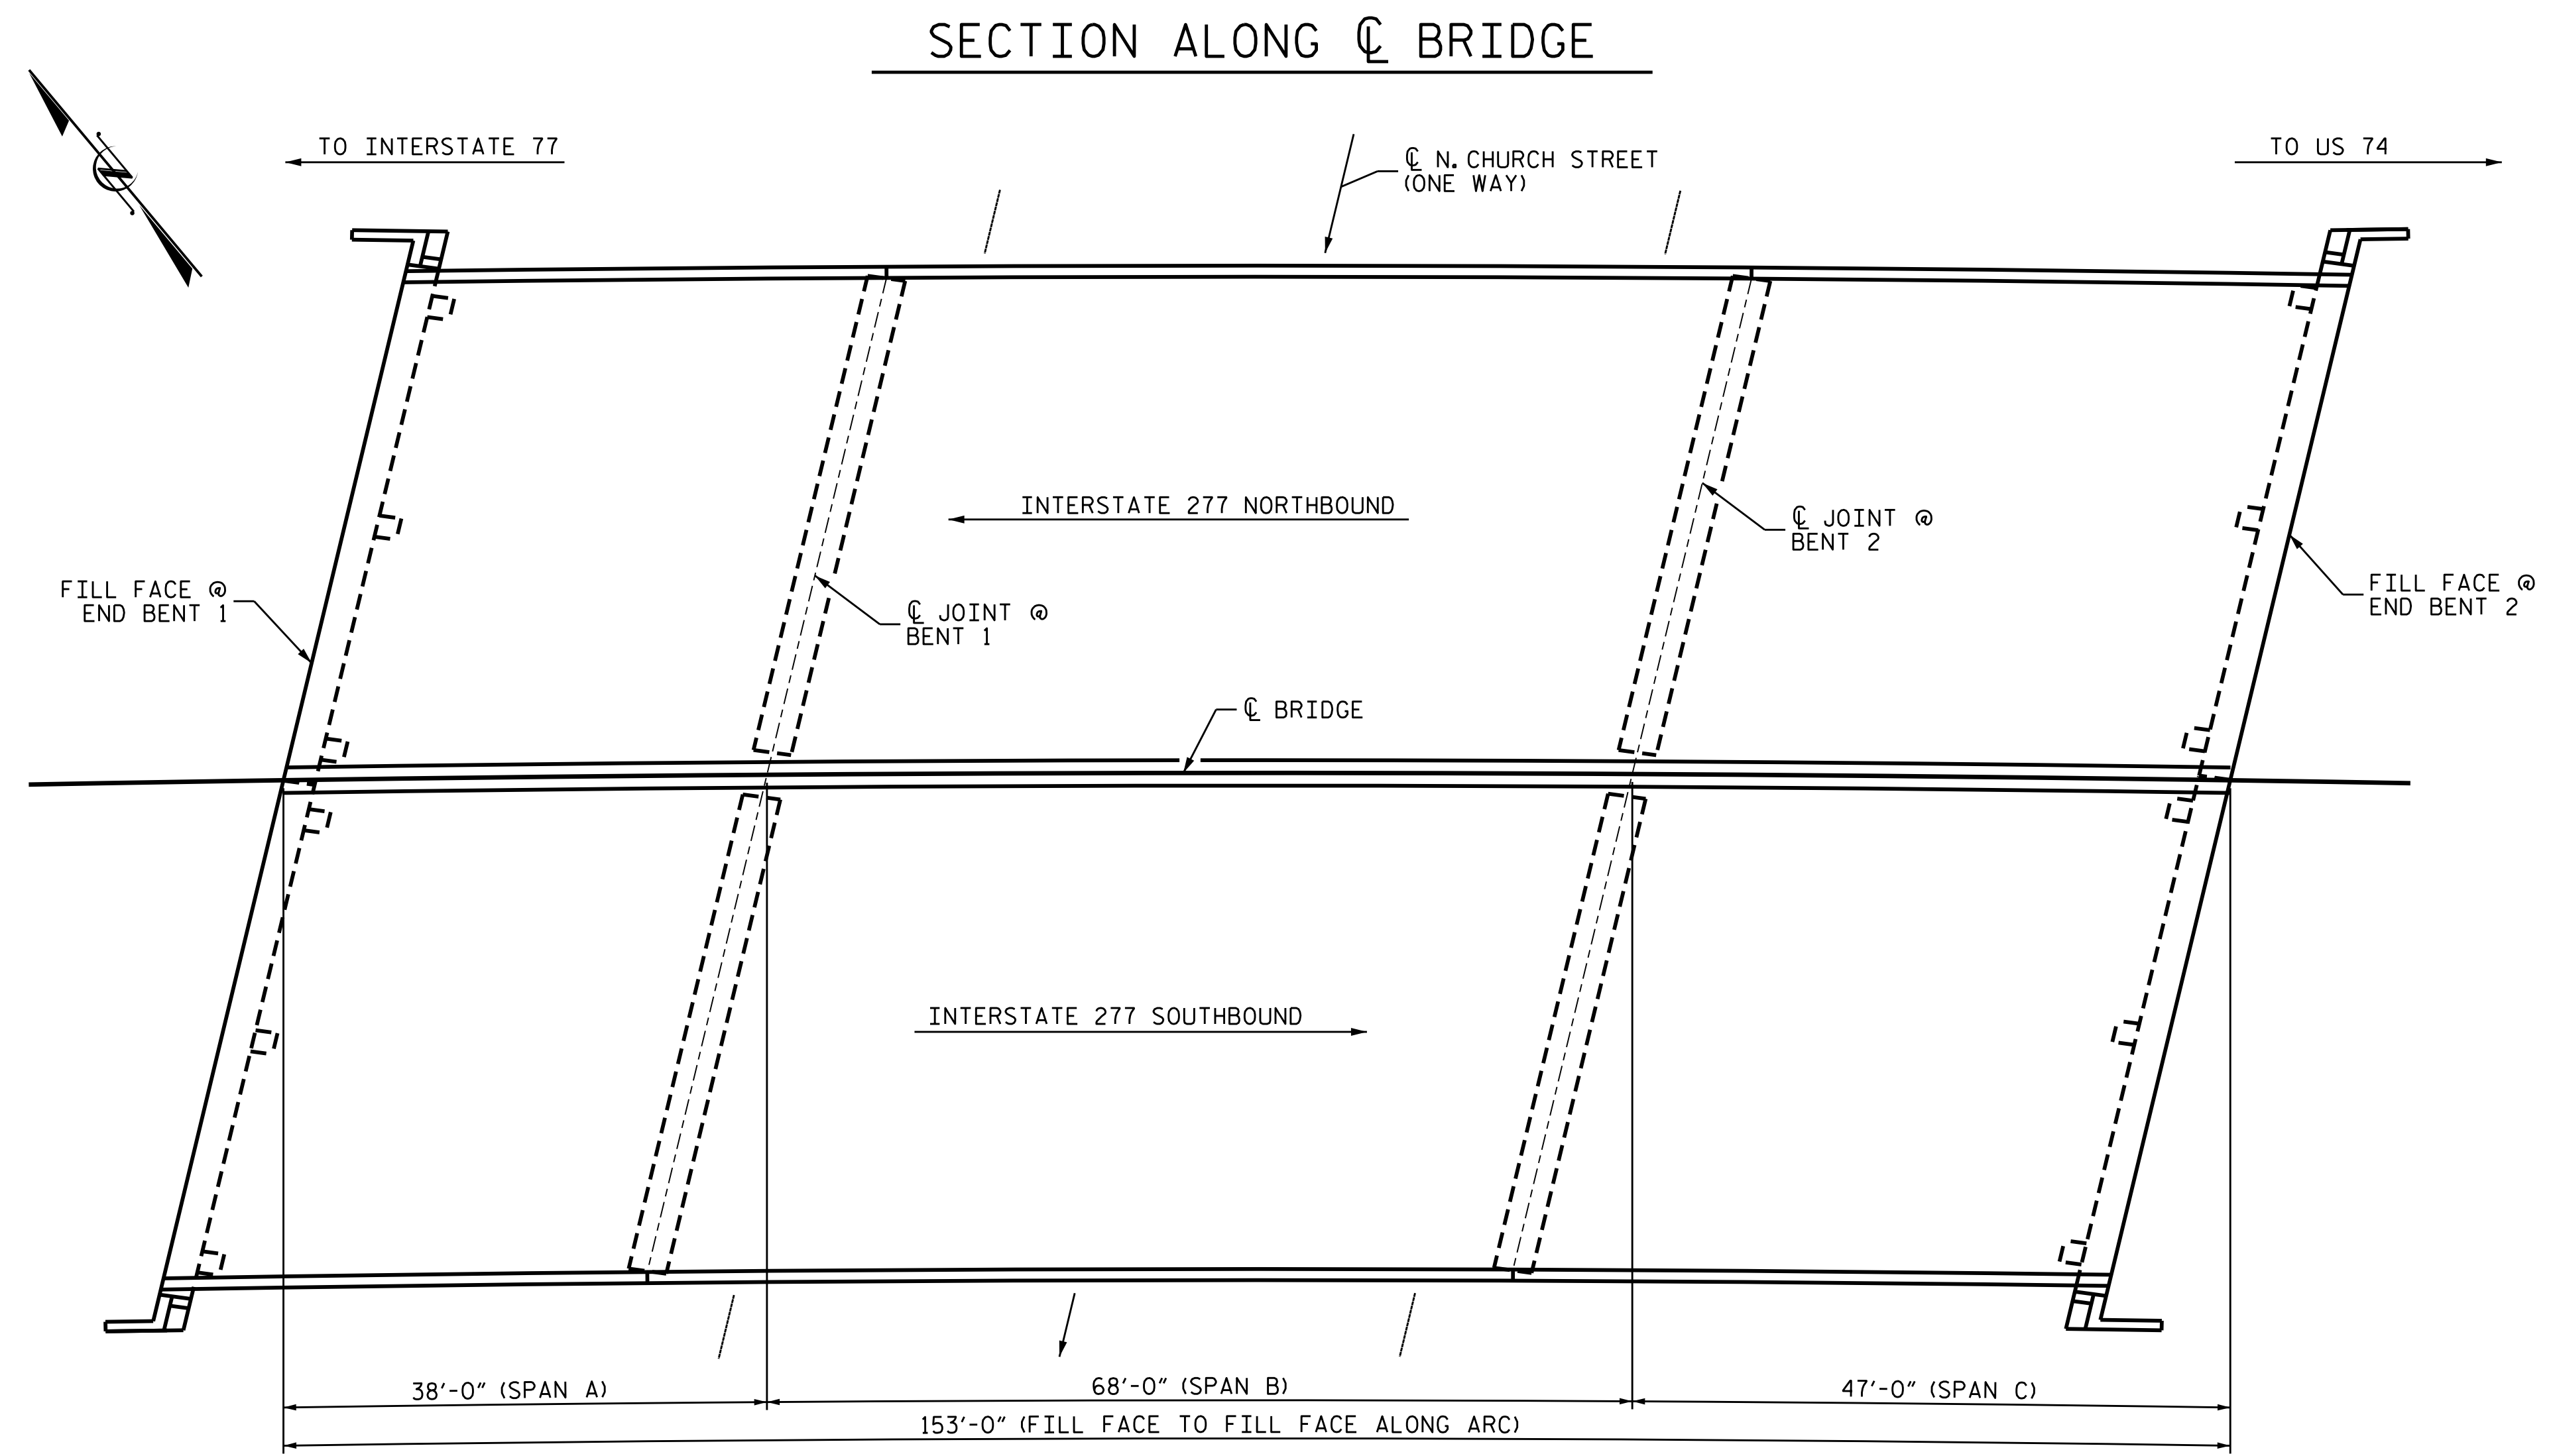 SECTION ALONG ℄ BRIDGE
TO INTERSTATE 77
℄ N. CHURCH STREET
(ONE WAY)
TO US 74
N
INTERSTATE 277 NORTHBOUND
℄ JOINT @
BENT 2
FILL FACE @
END BENT 1
℄ JOINT @
BENT 1
FILL FACE @
END BENT 2
℄ BRIDGE
INTERSTATE 277 SOUTHBOUND
38'-0" (SPAN A)
68'-0" (SPAN B)
47'-0" (SPAN C)
153'-0" (FILL FACE TO FILL FACE ALONG ARC)